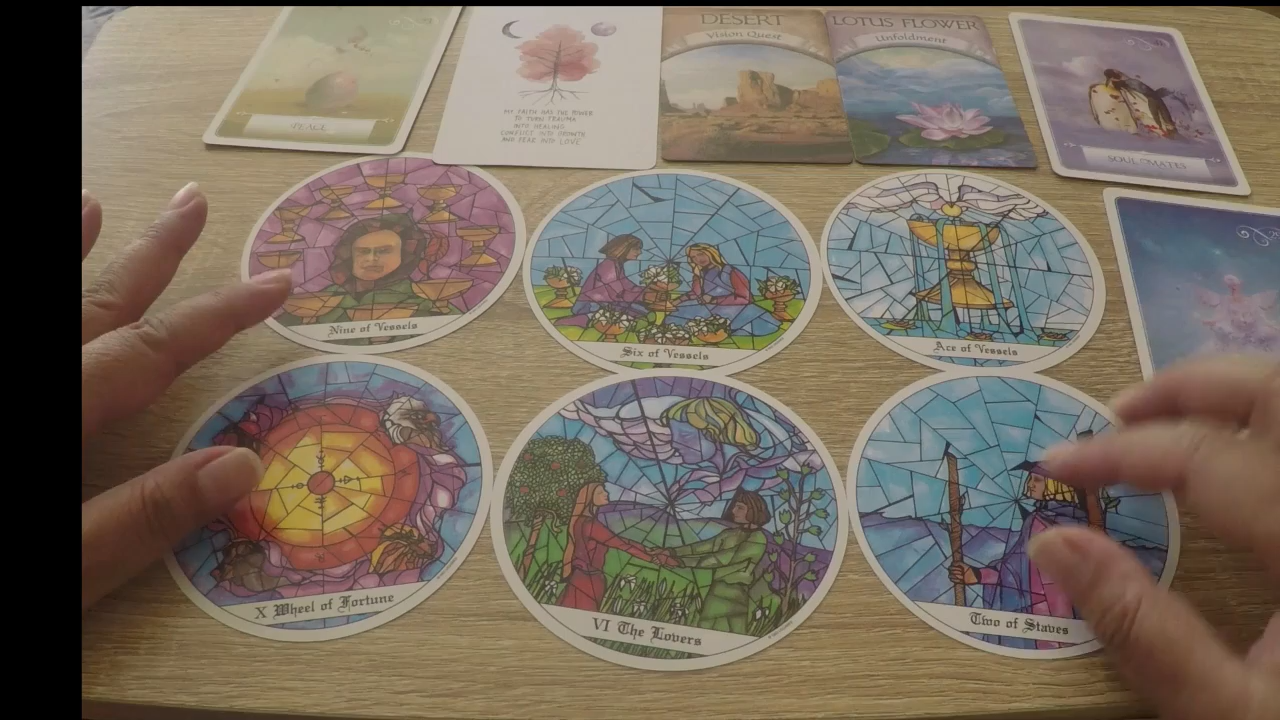 PEACE
MY FAITH HAS THE POWER
TO TURN TRAUMA
INTO HEALING
CONFLICT INTO GROWTH
AND FEAR INTO LOVE
DESERT
Vision Quest
LOTUS FLOWER
Unfoldment
SOUL MATES
Nine of Vessels
Six of Vessels
Ace of Vessels
X Wheel of Fortune
VI The Lovers
Two of Staves